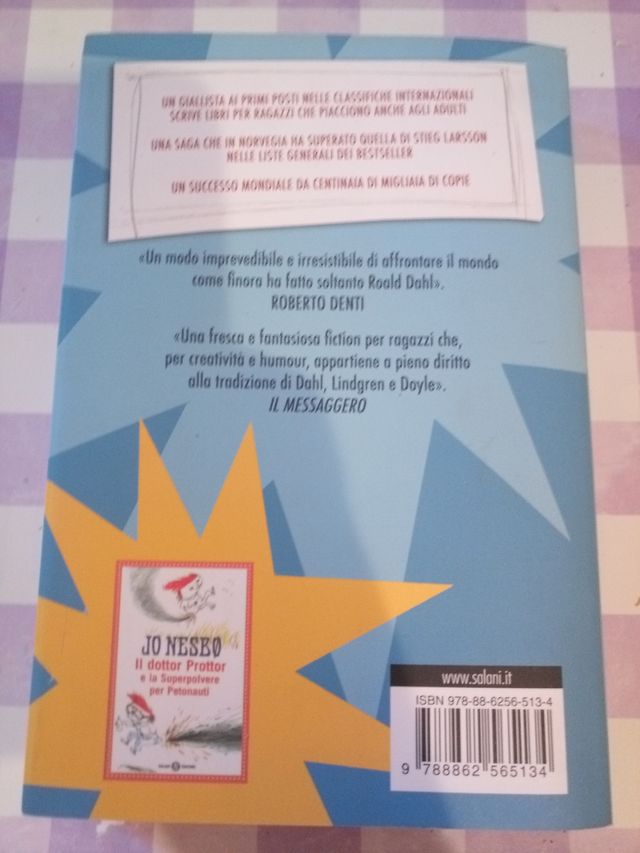 UN GIALLISTA AI PRIMI POSTI NELLE CLASSIFICHE INTERNAZIONALI
SCRIVE LIBRI PER RAGAZZI CHE PIACCIONO ANCHE AGLI ADULTI
UNA SAGA CHE IN NORVEGIA HA SUPERATO QUELLA DI STIEG LARSSON
NELLE LISTE GENERALI DEI BESTSELLER
UN SUCCESSO MONDIALE DA CENTINAIA DI MIGLIAIA DI COPIE
«Un modo imprevedibile e irresistibile di affrontare il mondo
come finora ha fatto soltanto Roald Dahl».
ROBERTO DENTI
«Una fresca e fantasiosa fiction per ragazzi che,
per creatività e humour, appartiene a pieno diritto
alla tradizione di Dahl, Lindgren e Doyle».
IL MESSAGGERO
JO NESBØ
Il dottor Prottor
e la Superpolvere
per Petonauti
SALANI EDITORE
www.salani.it
ISBN 978-88-6256-513-4
9 788862 565134